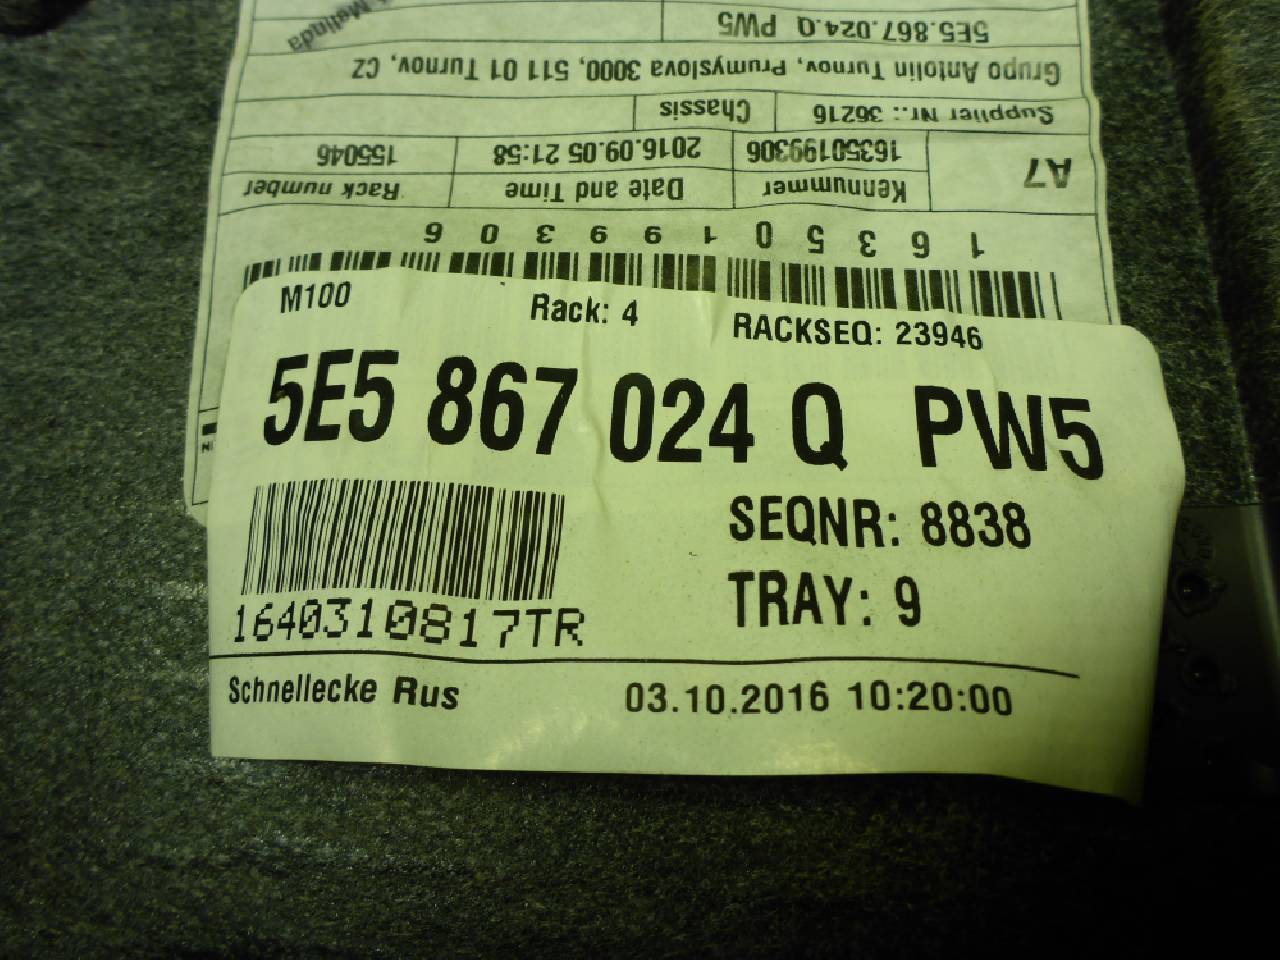 Melinda
5E5.867.024.Q PW5
Grupo Antolin Turnov, Prumyslova 3000, 511 01 Turnov, CZ
Supplier Nr.: 36216 Chassis
A7 16350199306 2016.09.05 21:58 155046
Kennummer Date and Time Rack number
1 6 3 5 0 1 9 9 3 0 6
M100 Rack: 4 RACKSEQ: 23946
5E5 867 024 Q PW5
SEQNR: 8838
TRAY: 9
1640310817TR
Schnellecke Rus 03.10.2016 10:20:00